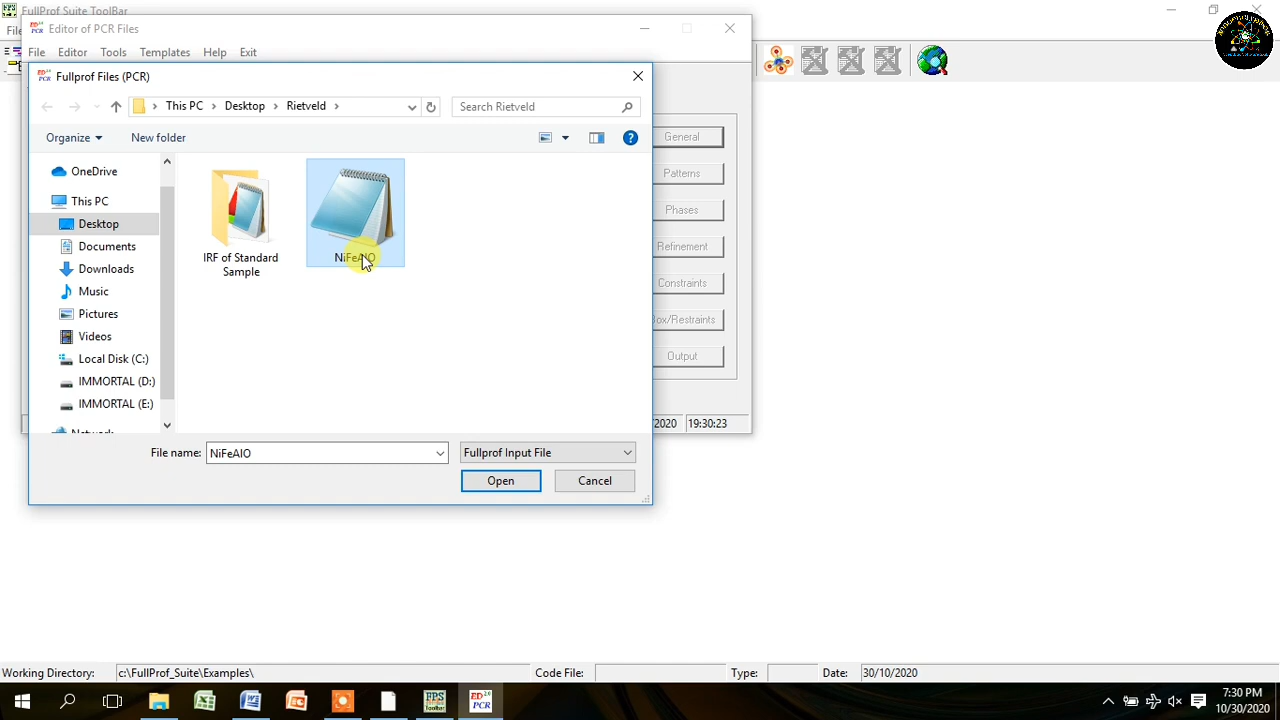 FullProf Suite ToolBar
Editor of PCR Files
File Editor Tools Templates Help Exit
Fullprof Files (PCR)
This PC Desktop Rietveld
Search Rietveld
Organize New folder
OneDrive
This PC
Desktop
Documents
Downloads
Music
Pictures
Videos
Local Disk (C:)
IMMORTAL (D:)
IMMORTAL (E:)
Network
IRF of Standard
Sample
NiFeAlO
General
Patterns
Phases
Refinement
Constraints
Box/Restraints
Output
2020 19:30:23
File name: NiFeAlO
Fullprof Input File
Open Cancel
Working Directory: c:\FullProf_Suite\Examples\ Code File: Type: Date: 30/10/2020
7:30 PM
10/30/2020